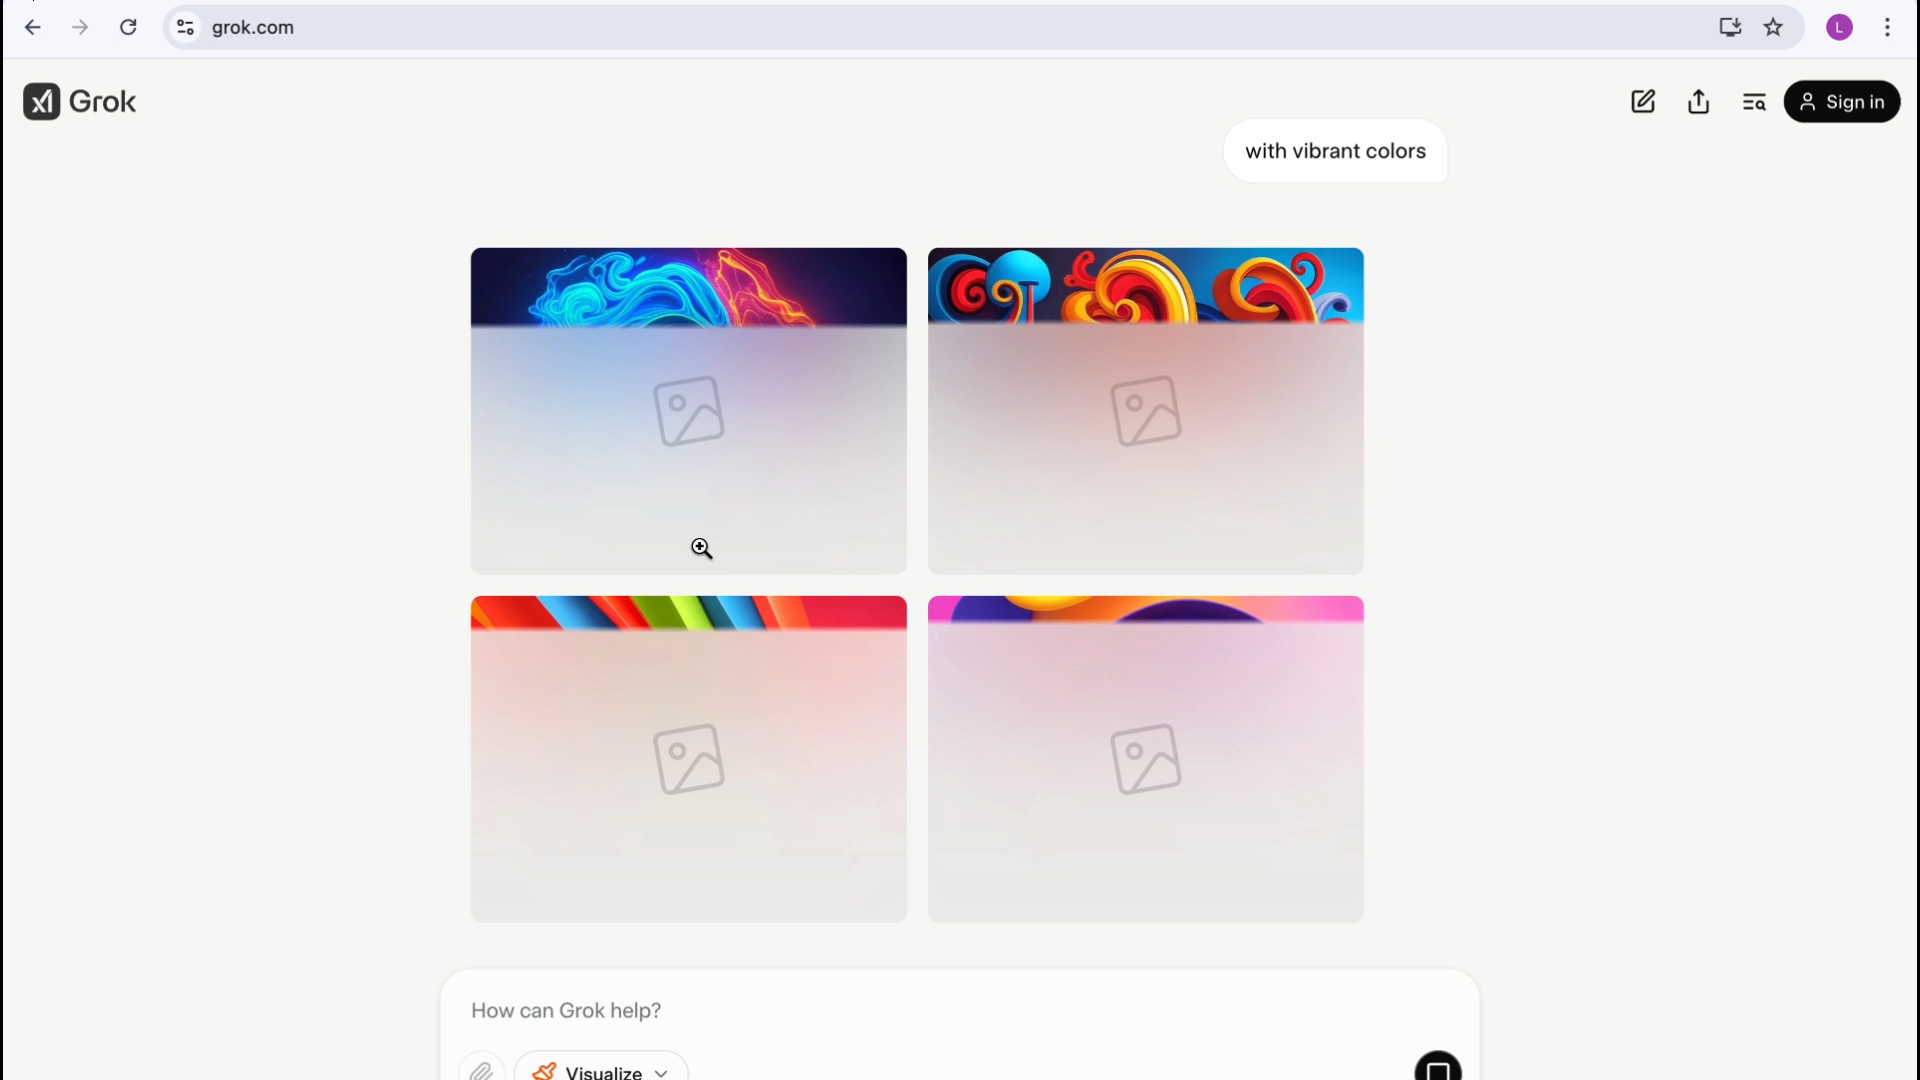 grok.com
L
Grok
Sign in
with vibrant colors
How can Grok help?
Visualize